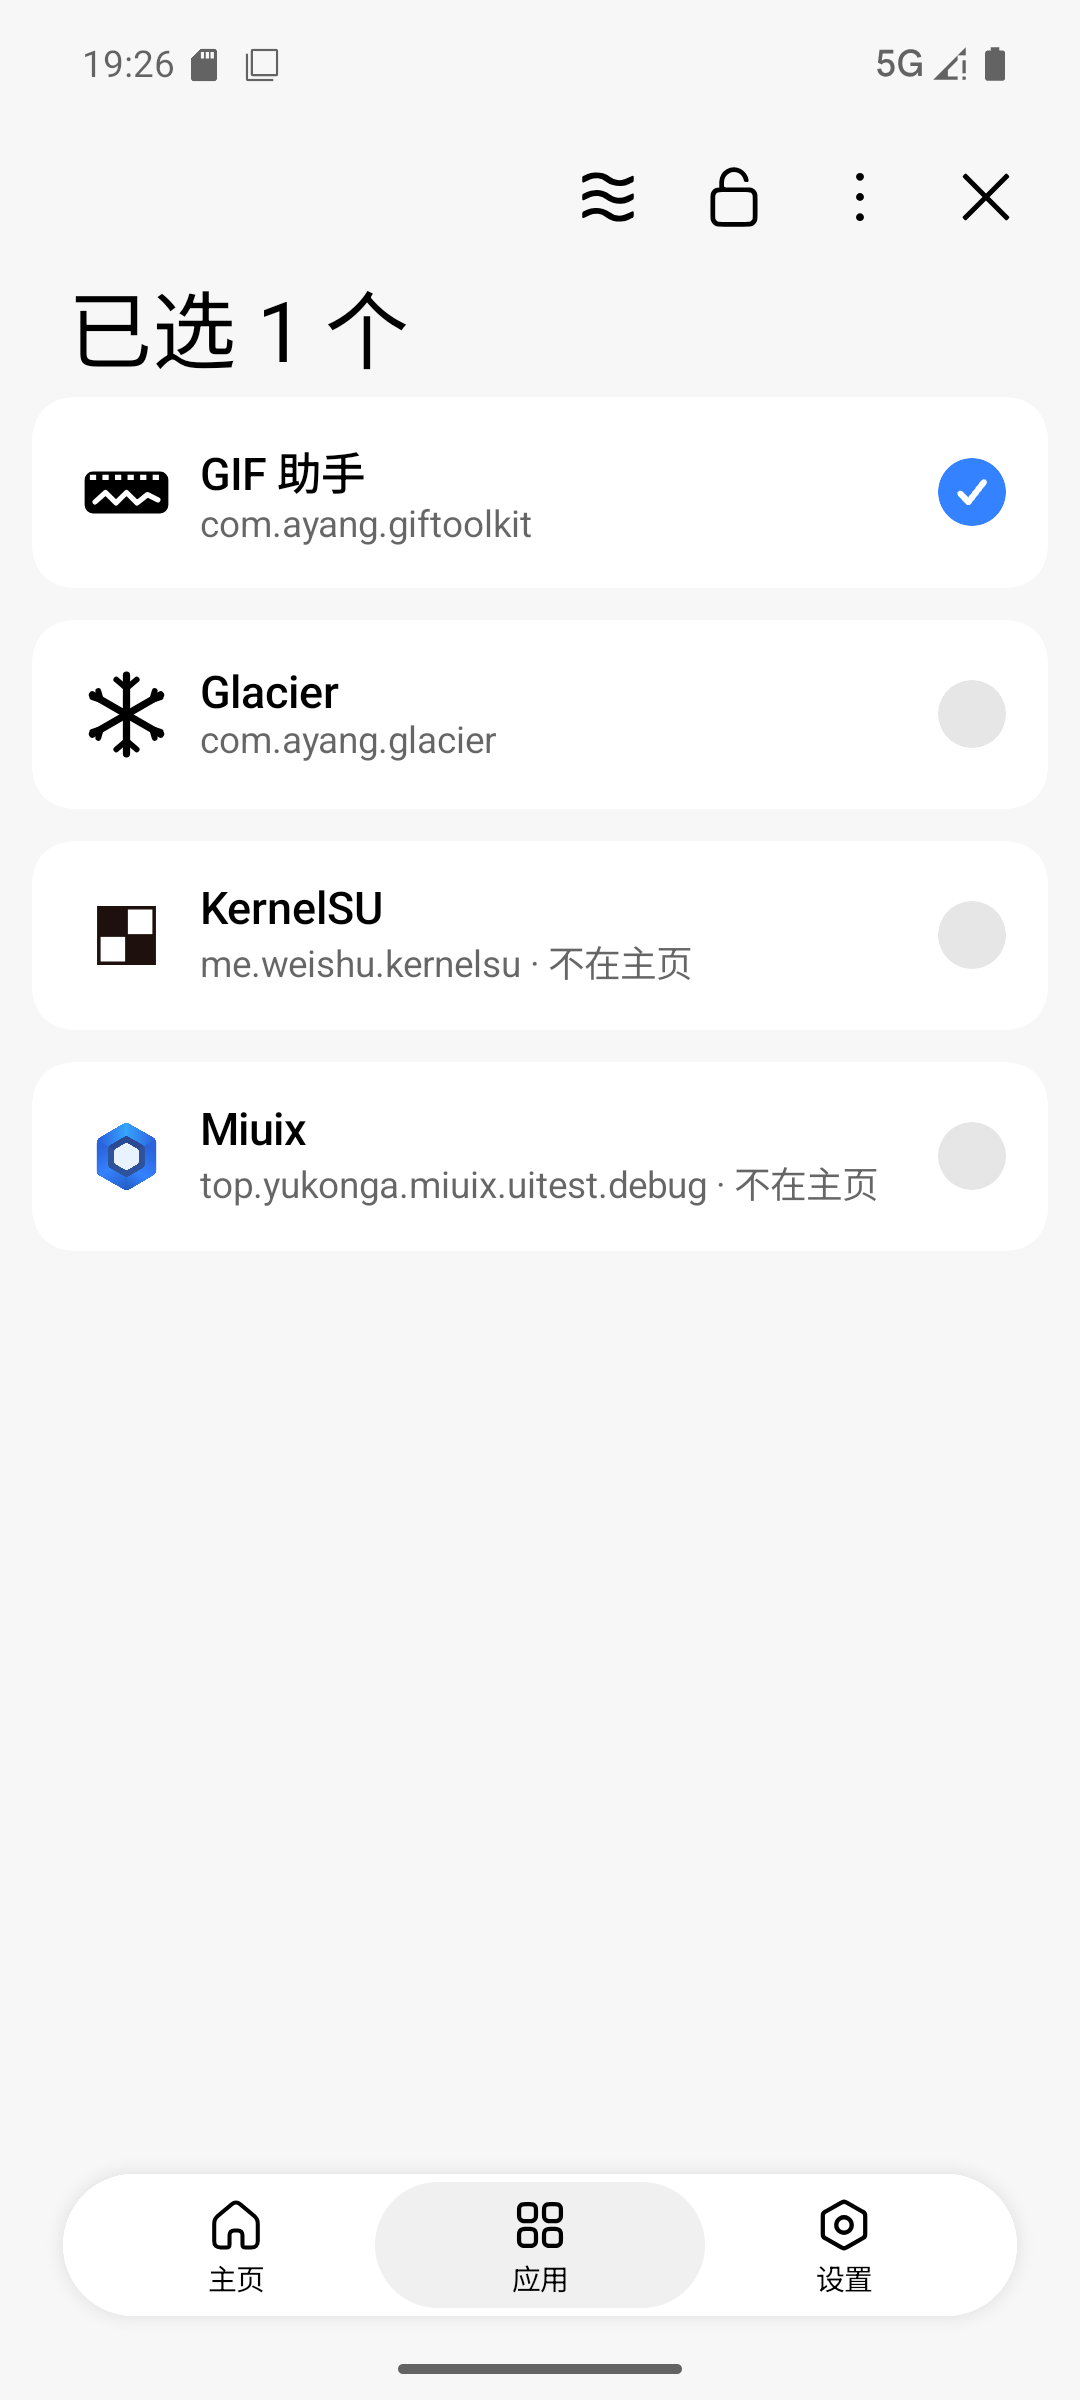 19:26
5G
已选 1 个
GIF 助手
com.ayang.giftoolkit
Glacier
com.ayang.glacier
KernelSU
me.weishu.kernelsu · 不在主页
Miuix
top.yukonga.miuix.uitest.debug · 不在主页
主页
应用
设置